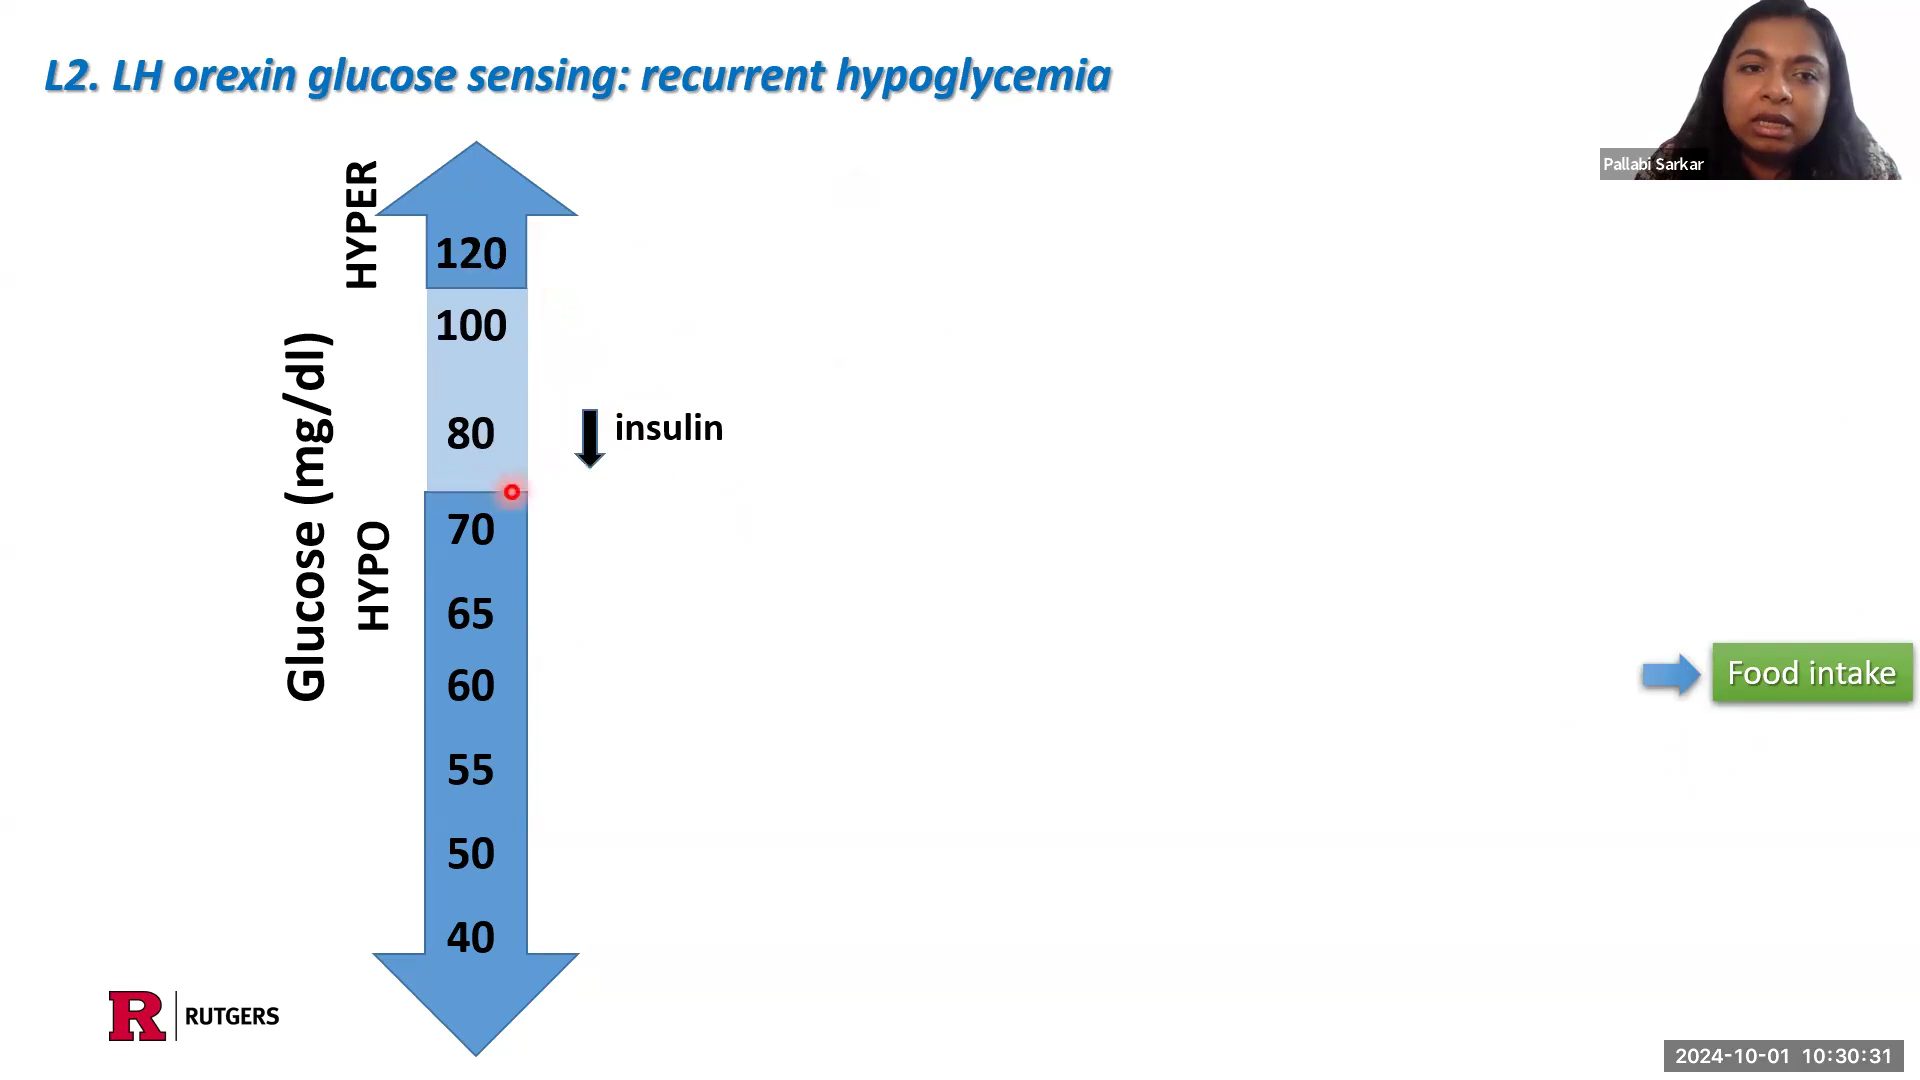 L2. LH orexin glucose sensing: recurrent hypoglycemia
Pallabi Sarkar
HYPER
Glucose (mg/dl)
HYPO
120
100
80
70
65
60
55
50
40
insulin
Food intake
R RUTGERS
2024-10-01 10:30:31